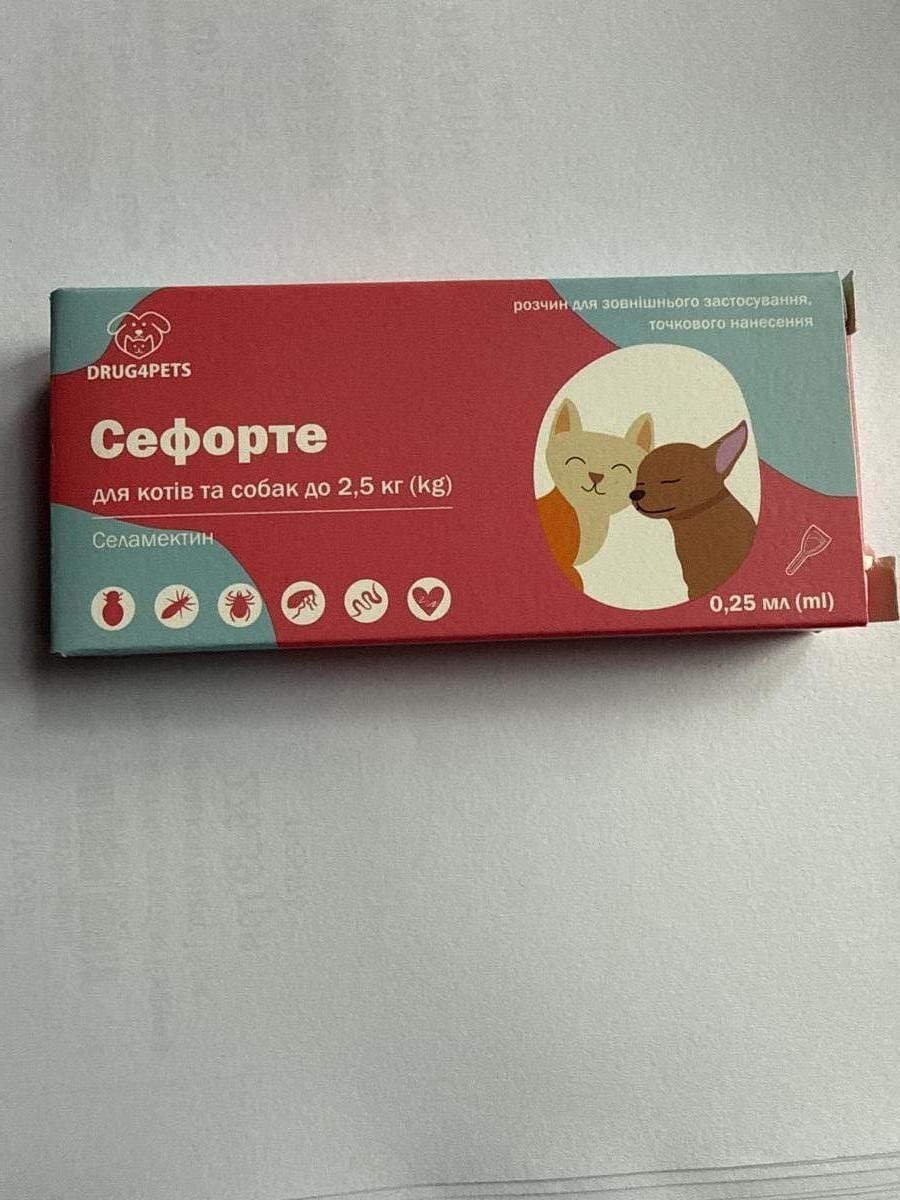 розчин для зовнішнього застосування,
точкового нанесення
DRUG4PETS
Сефорте
для котів та собак до 2,5 кг (kg)
Селамектин
0,25 мл (ml)